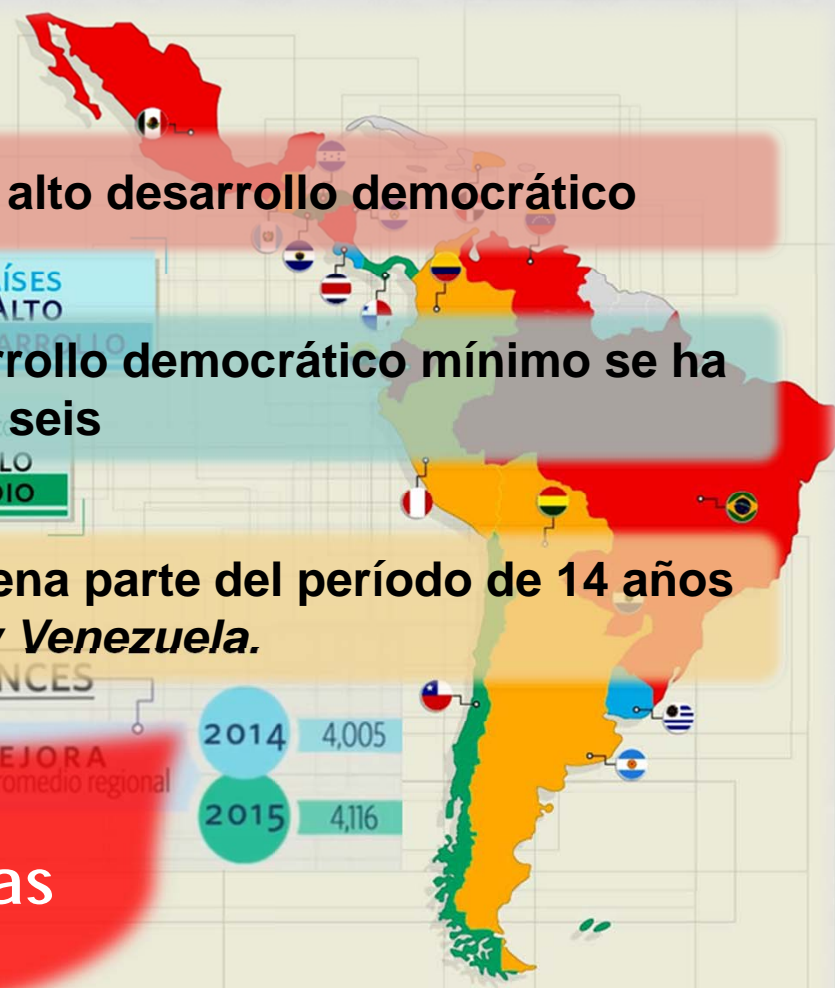 alto desarrollo democrático
ÍSES
ALTO
ARROLLO
rrollo democrático mínimo se ha
seis
LO
DIO
ena parte del período de 14 años
y Venezuela.
NCES
2014 4,005
EJORA
romedio regional
2015 4,116
as